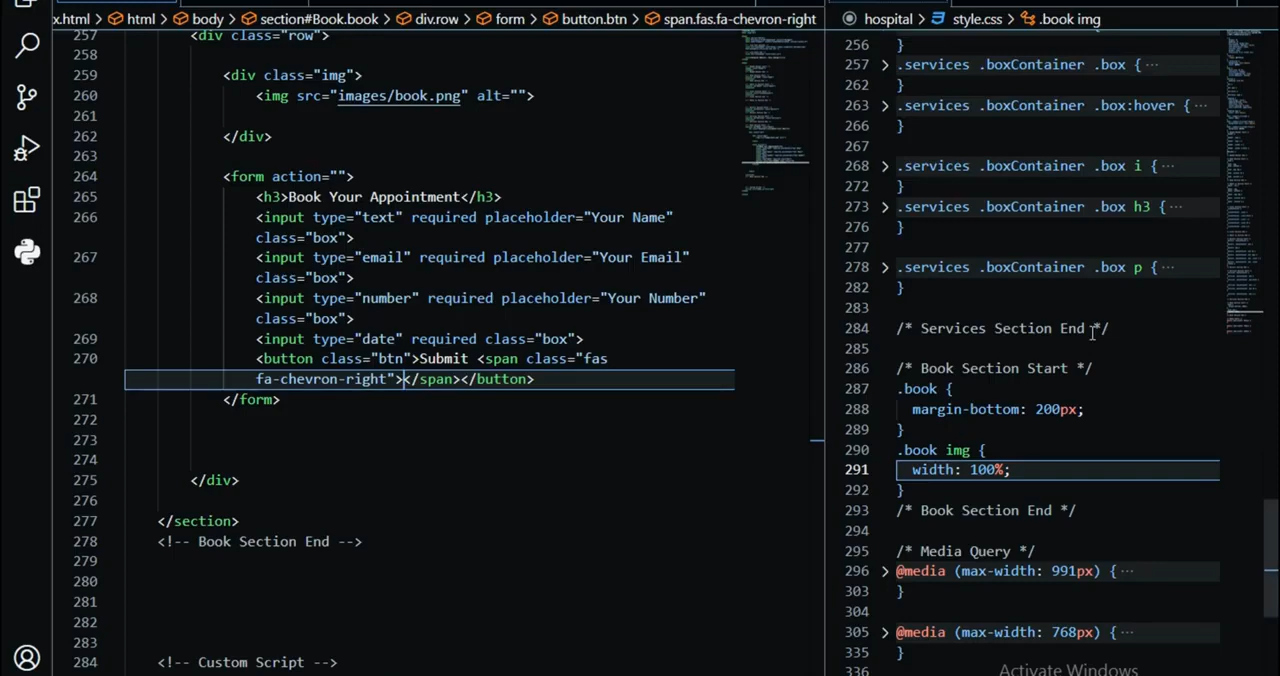 x.html > html > body > section#Book.book > div.row > form > button.btn > span.fas.fa-chevron-right
257 <div class="row">
258
259 <div class="img">
260 <img src="images/book.png" alt="">
261
262 </div>
263
264 <form action="">
265 <h3>Book Your Appointment</h3>
266 <input type="text" required placeholder="Your Name"
class="box">
267 <input type="email" required placeholder="Your Email"
class="box">
268 <input type="number" required placeholder="Your Number"
class="box">
269 <input type="date" required class="box">
270 <button class="btn">Submit <span class="fas
fa-chevron-right"></span></button>
271 </form>
272
273
274
275 </div>
276
277 </section>
278 <!-- Book Section End -->
279
280
281
282
283
284 <!-- Custom Script -->
hospital > style.css > .book img
256 }
257 > .services .boxContainer .box { ...
262 }
263 > .services .boxContainer .box:hover { ...
266 }
267
268 > .services .boxContainer .box i { ...
272 }
273 > .services .boxContainer .box h3 { ...
276 }
277
278 > .services .boxContainer .box p { ...
282 }
283
284 /* Services Section End */
285
286 /* Book Section Start */
287 .book {
288 margin-bottom: 200px;
289 }
290 .book img {
291 width: 100%;
292 }
293 /* Book Section End */
294
295 /* Media Query */
296 > @media (max-width: 991px) { ...
303 }
304
305 > @media (max-width: 768px) { ...
335 }
336
Activate Windows